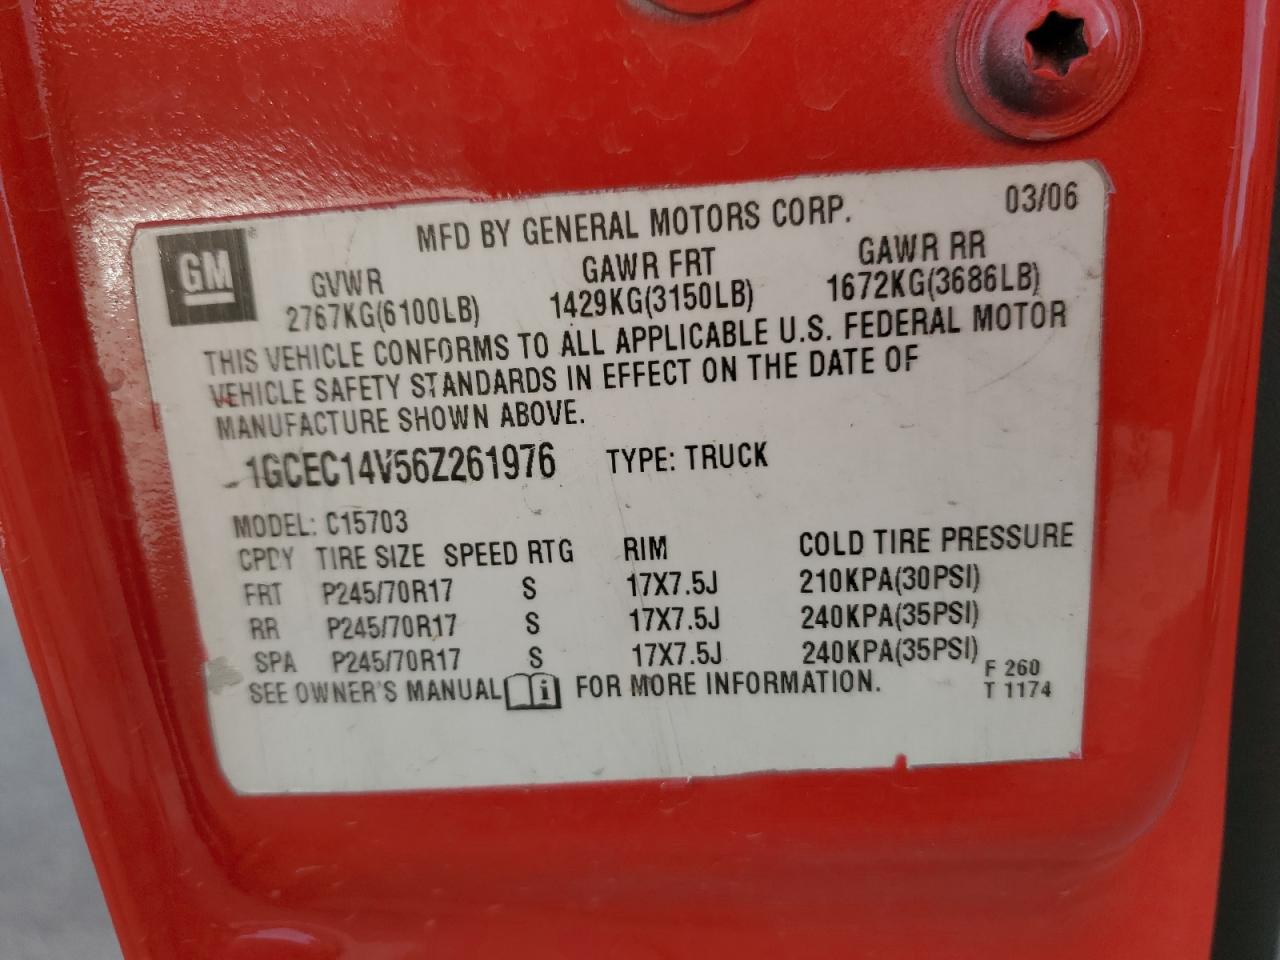 GM ® MFD BY GENERAL MOTORS CORP. 03/06
GVWR GAWR FRT GAWR RR
2767KG(6100LB) 1429KG(3150LB) 1672KG(3686LB)
THIS VEHICLE CONFORMS TO ALL APPLICABLE U.S. FEDERAL MOTOR
VEHICLE SAFETY STANDARDS IN EFFECT ON THE DATE OF
MANUFACTURE SHOWN ABOVE.
1GCEC14V56Z261976 TYPE: TRUCK
MODEL: C15703
CPCY TIRE SIZE SPEED RTG RIM COLD TIRE PRESSURE
FRT P245/70R17 S 17X7.5J 210KPA(30PSI)
RR P245/70R17 S 17X7.5J 240KPA(35PSI)
SPA P245/70R17 S 17X7.5J 240KPA(35PSI)
SEE OWNER'S MANUAL i FOR MORE INFORMATION.
F 260
T 1174